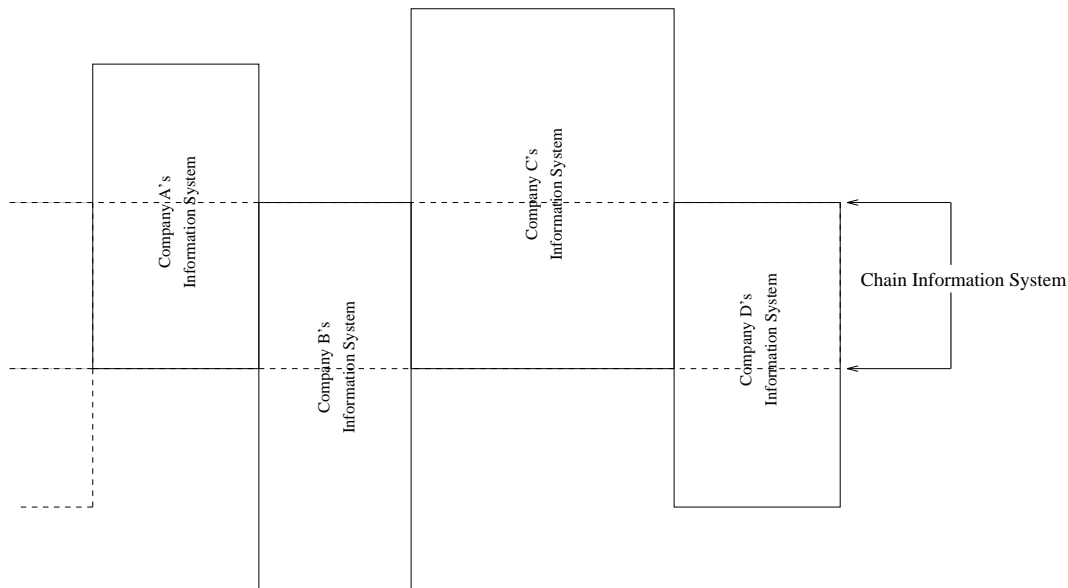 Company A's
Information System
Company B's
Information System
Company C's
Information System
Company D's
Information System
Chain Information System